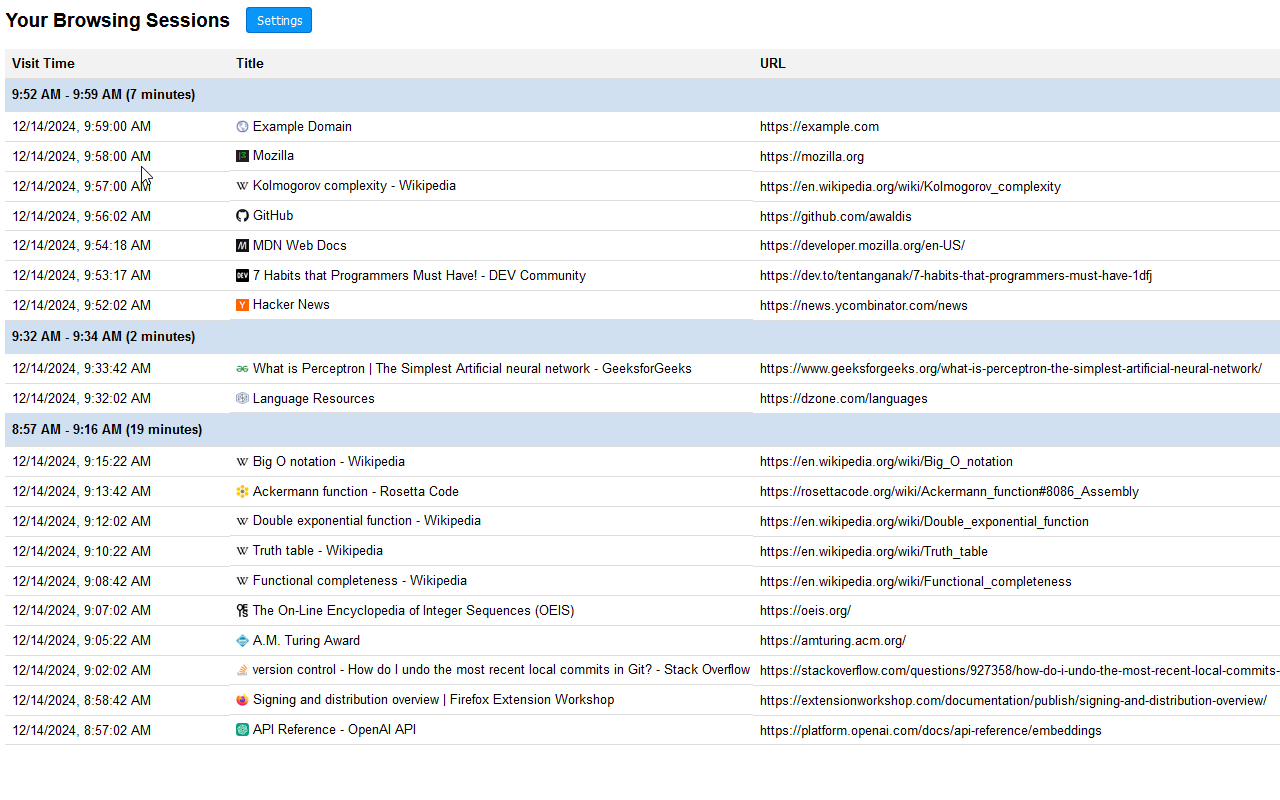 Your Browsing Sessions Settings
Visit Time Title URL
9:52 AM - 9:59 AM (7 minutes)
12/14/2024, 9:59:00 AM Example Domain https://example.com
12/14/2024, 9:58:00 AM Mozilla https://mozilla.org
12/14/2024, 9:57:00 AM Kolmogorov complexity - Wikipedia https://en.wikipedia.org/wiki/Kolmogorov_complexity
12/14/2024, 9:56:02 AM GitHub https://github.com/awaldis
12/14/2024, 9:54:18 AM MDN Web Docs https://developer.mozilla.org/en-US/
12/14/2024, 9:53:17 AM 7 Habits that Programmers Must Have! - DEV Community https://dev.to/tentanganak/7-habits-that-programmers-must-have-1dfj
12/14/2024, 9:52:02 AM Hacker News https://news.ycombinator.com/news
9:32 AM - 9:34 AM (2 minutes)
12/14/2024, 9:33:42 AM What is Perceptron | The Simplest Artificial neural network - GeeksforGeeks https://www.geeksforgeeks.org/what-is-perceptron-the-simplest-artificial-neural-network/
12/14/2024, 9:32:02 AM Language Resources https://dzone.com/languages
8:57 AM - 9:16 AM (19 minutes)
12/14/2024, 9:15:22 AM Big O notation - Wikipedia https://en.wikipedia.org/wiki/Big_O_notation
12/14/2024, 9:13:42 AM Ackermann function - Rosetta Code https://rosettacode.org/wiki/Ackermann_function#8086_Assembly
12/14/2024, 9:12:02 AM Double exponential function - Wikipedia https://en.wikipedia.org/wiki/Double_exponential_function
12/14/2024, 9:10:22 AM Truth table - Wikipedia https://en.wikipedia.org/wiki/Truth_table
12/14/2024, 9:08:42 AM Functional completeness - Wikipedia https://en.wikipedia.org/wiki/Functional_completeness
12/14/2024, 9:07:02 AM The On-Line Encyclopedia of Integer Sequences (OEIS) https://oeis.org/
12/14/2024, 9:05:22 AM A.M. Turing Award https://amturing.acm.org/
12/14/2024, 9:02:02 AM version control - How do I undo the most recent local commits in Git? - Stack Overflow https://stackoverflow.com/questions/927358/how-do-i-undo-the-most-recent-local-commits-
12/14/2024, 8:58:42 AM Signing and distribution overview | Firefox Extension Workshop https://extensionworkshop.com/documentation/publish/signing-and-distribution-overview/
12/14/2024, 8:57:02 AM API Reference - OpenAI API https://platform.openai.com/docs/api-reference/embeddings